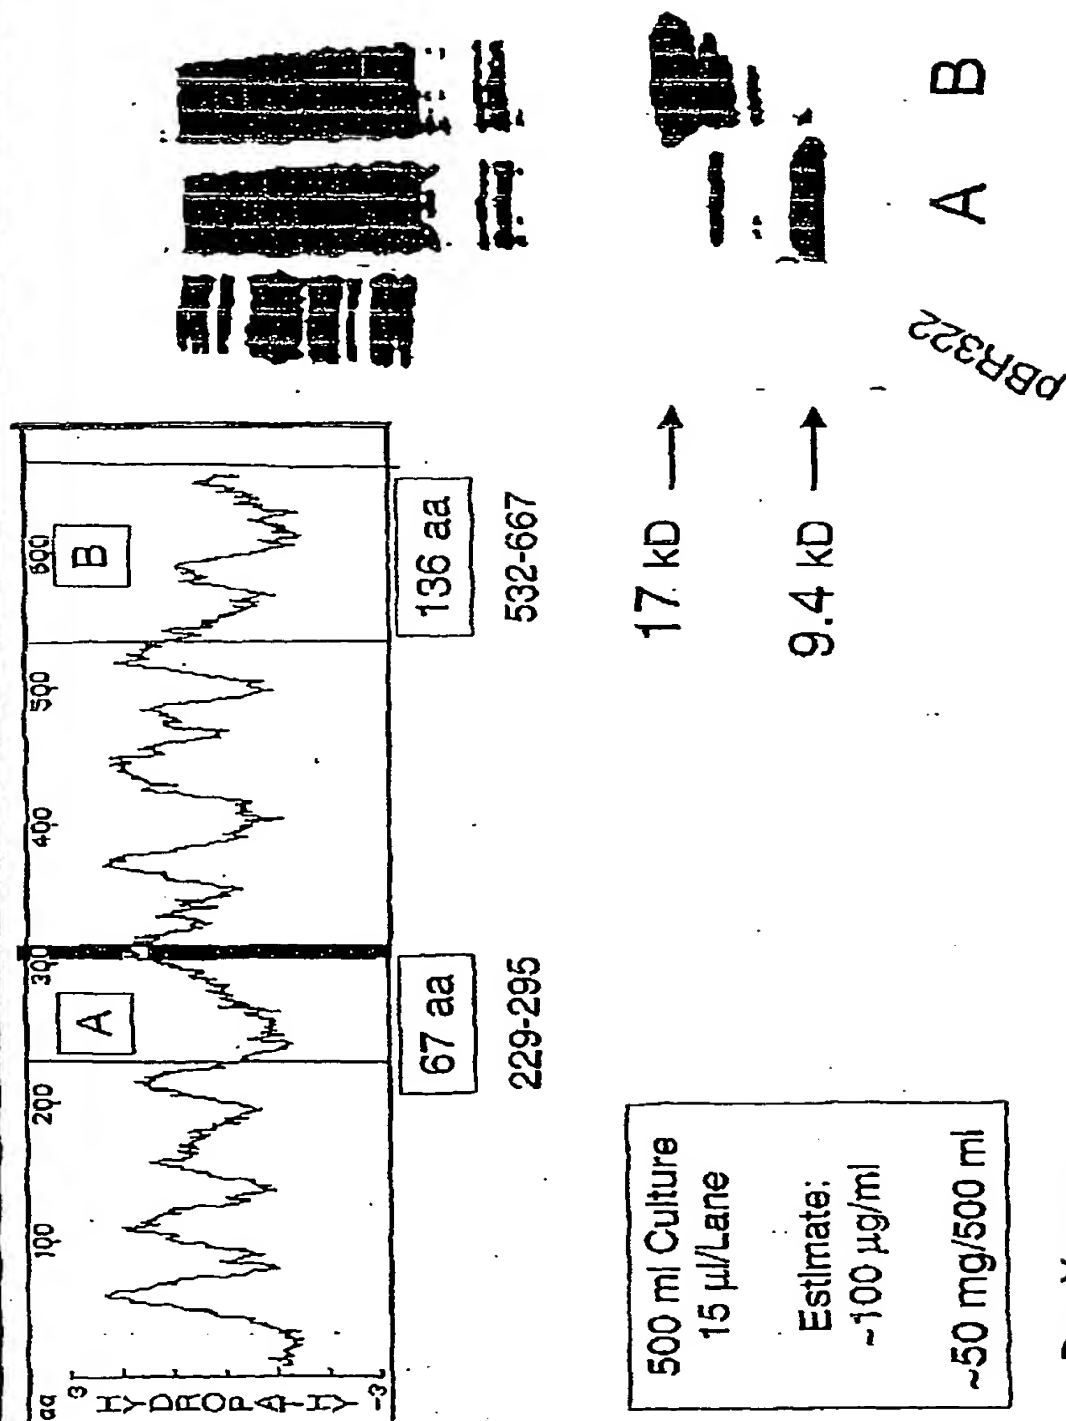 aa
100
200
300
400
500
600
3
HYDROPATHY
-3
A
B
67 aa
136 aa
229-295
532-667
500 ml Culture
15 µl/Lane
Estimate:
~100 µg/ml
~50 mg/500 ml
17 kD
9.4 kD
pBR322
A
B